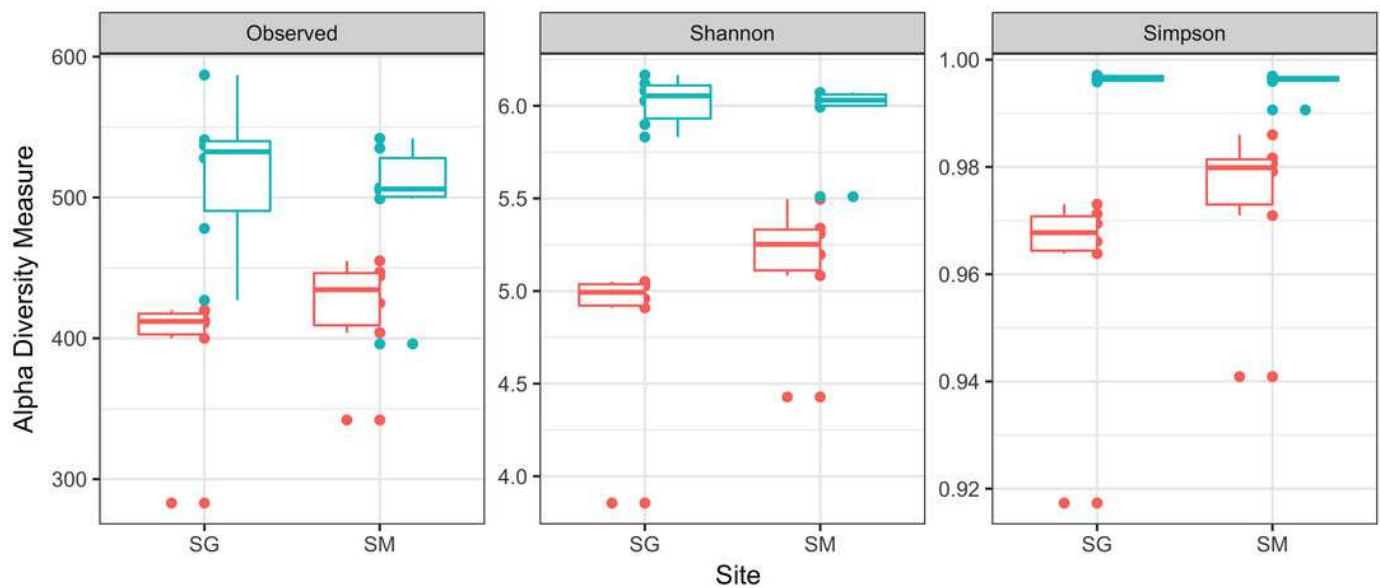 Observed
Shannon
Simpson
Alpha Diversity Measure
600
500
400
300
6.0
5.5
5.0
4.5
4.0
1.00
0.98
0.96
0.94
0.92
SG
SM
SG
SM
SG
SM
Site